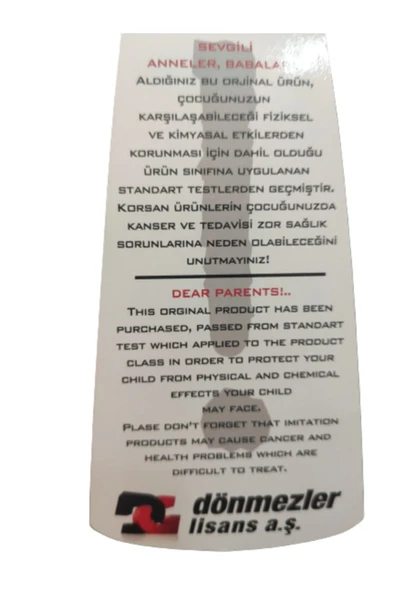 SEVGİLİ
ANNELER, BABALA
ALDIĞINIZ BU ORJİNAL ÜRÜN,
ÇOCUĞUNUZUN
KARŞILAŞABİLECEĞİ FİZİKSEL
VE KİMYASAL ETKİLERDEN
KORUNMASI İÇİN DAHİL OLDUĞU
ÜRÜN SINIFINA UYGULANAN
STANDART TESTLERDEN GEÇMİŞTİR.
KORSAN ÜRÜNLERİN ÇOCUĞUNUZDA
KANSER VE TEDAVİSİ ZOR SAĞLIK
SORUNLARINA NEDEN OLABİLECEĞİNİ
UNUTMAYINIZ!
DEAR PARENTS!..
THIS ORGINAL PRODUCT HAS BEEN
PURCHASED, PASSED FROM STANDART
TEST WHICH APPLIED TO THE PRODUCT
CLASS IN ORDER TO PROTECT YOUR
CHILD FROM PHYSICAL AND CHEMICAL
EFFECTS YOUR CHILD
MAY FACE.
PLASE DON'T FORGET THAT IMITATION
PRODUCTS MAY CAUSE CANCER AND
HEALTH PROBLEMS WHICH ARE
DIFFICULT TO TREAT.
dönmezler
lisans a.ş.